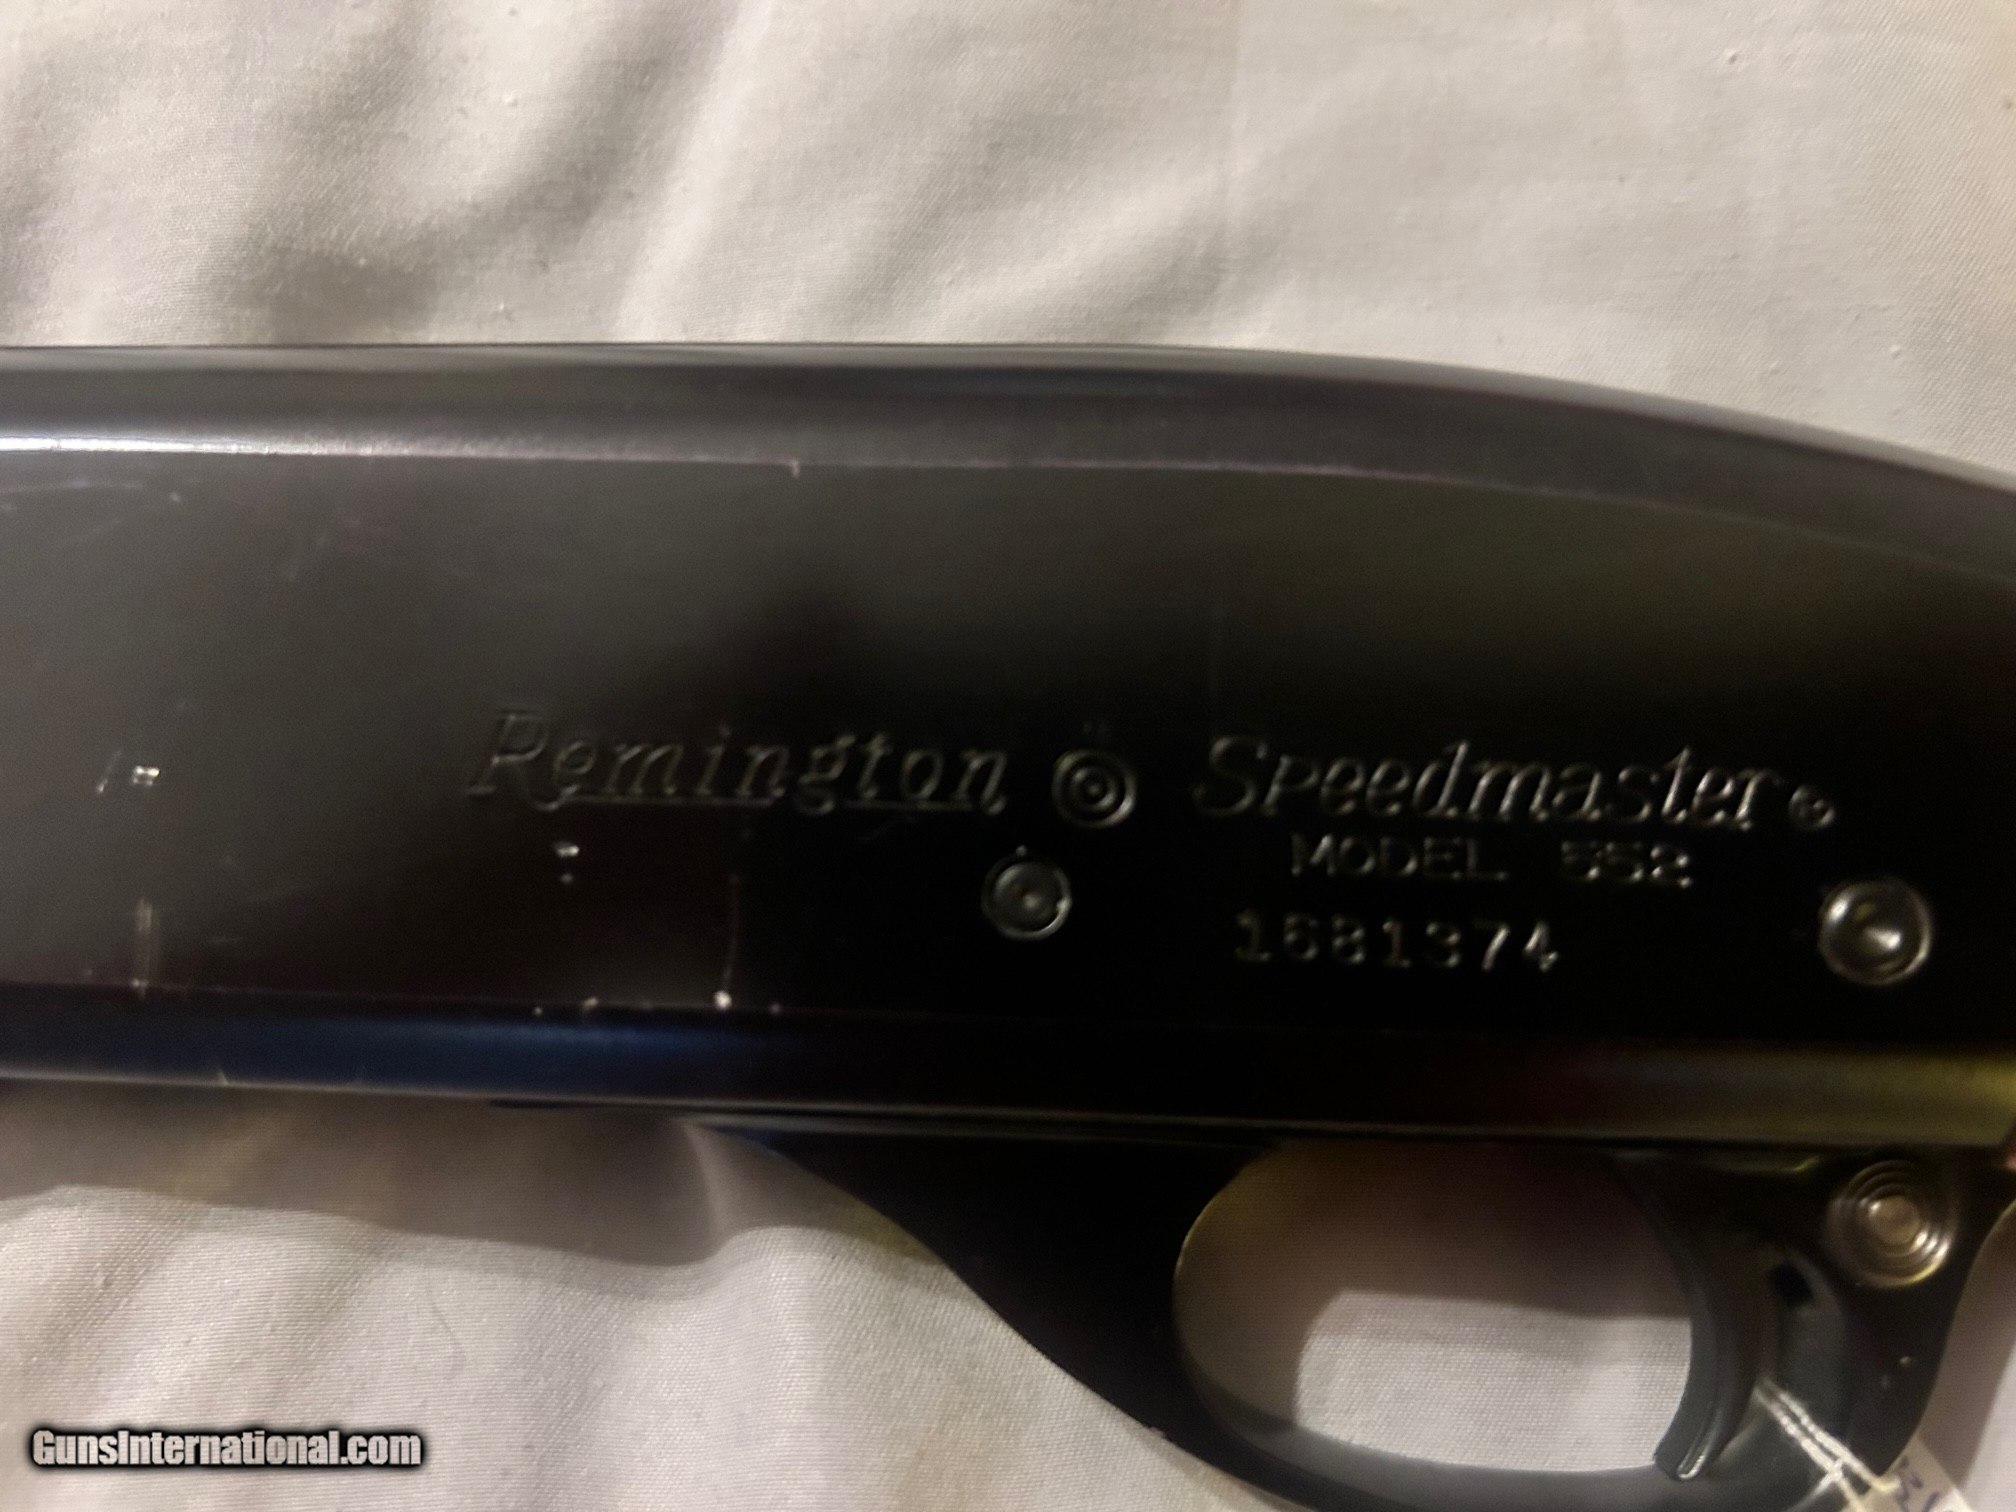 Remington Speedmaster®
MODEL 552
1681374
GunsInternational.com